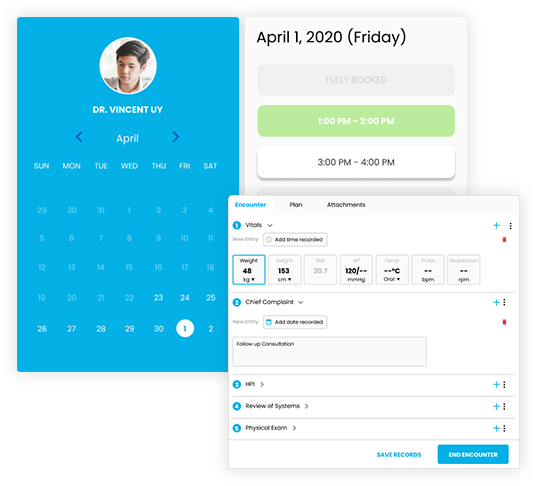 DR. VINCENT UY
April
SUN MON TUE WED THU FRI SAT
29 30 31 1 2 3 4
5 6 7 8 9 10 11
12 13 14 15 16 17 18
19 20 21 22 23 24 25
26 27 28 29 30 1 2
April 1, 2020 (Friday)
FULLY BOOKED
1:00 PM - 2:00 PM
3:00 PM - 4:00 PM
Encounter Plan Attachments
1 Vitals
New Entry Add time recorded
Weight Height BMI BP Temp Pulse Respiration
48 153 20.7 120/-- --°C -- --
kg cm mmHg Oral bpm rpm
2 Chief Complaint
New Entry Add date recorded
Follow up Consultation
3 HPI
4 Review of Systems
5 Physical Exam
SAVE RECORDS END ENCOUNTER